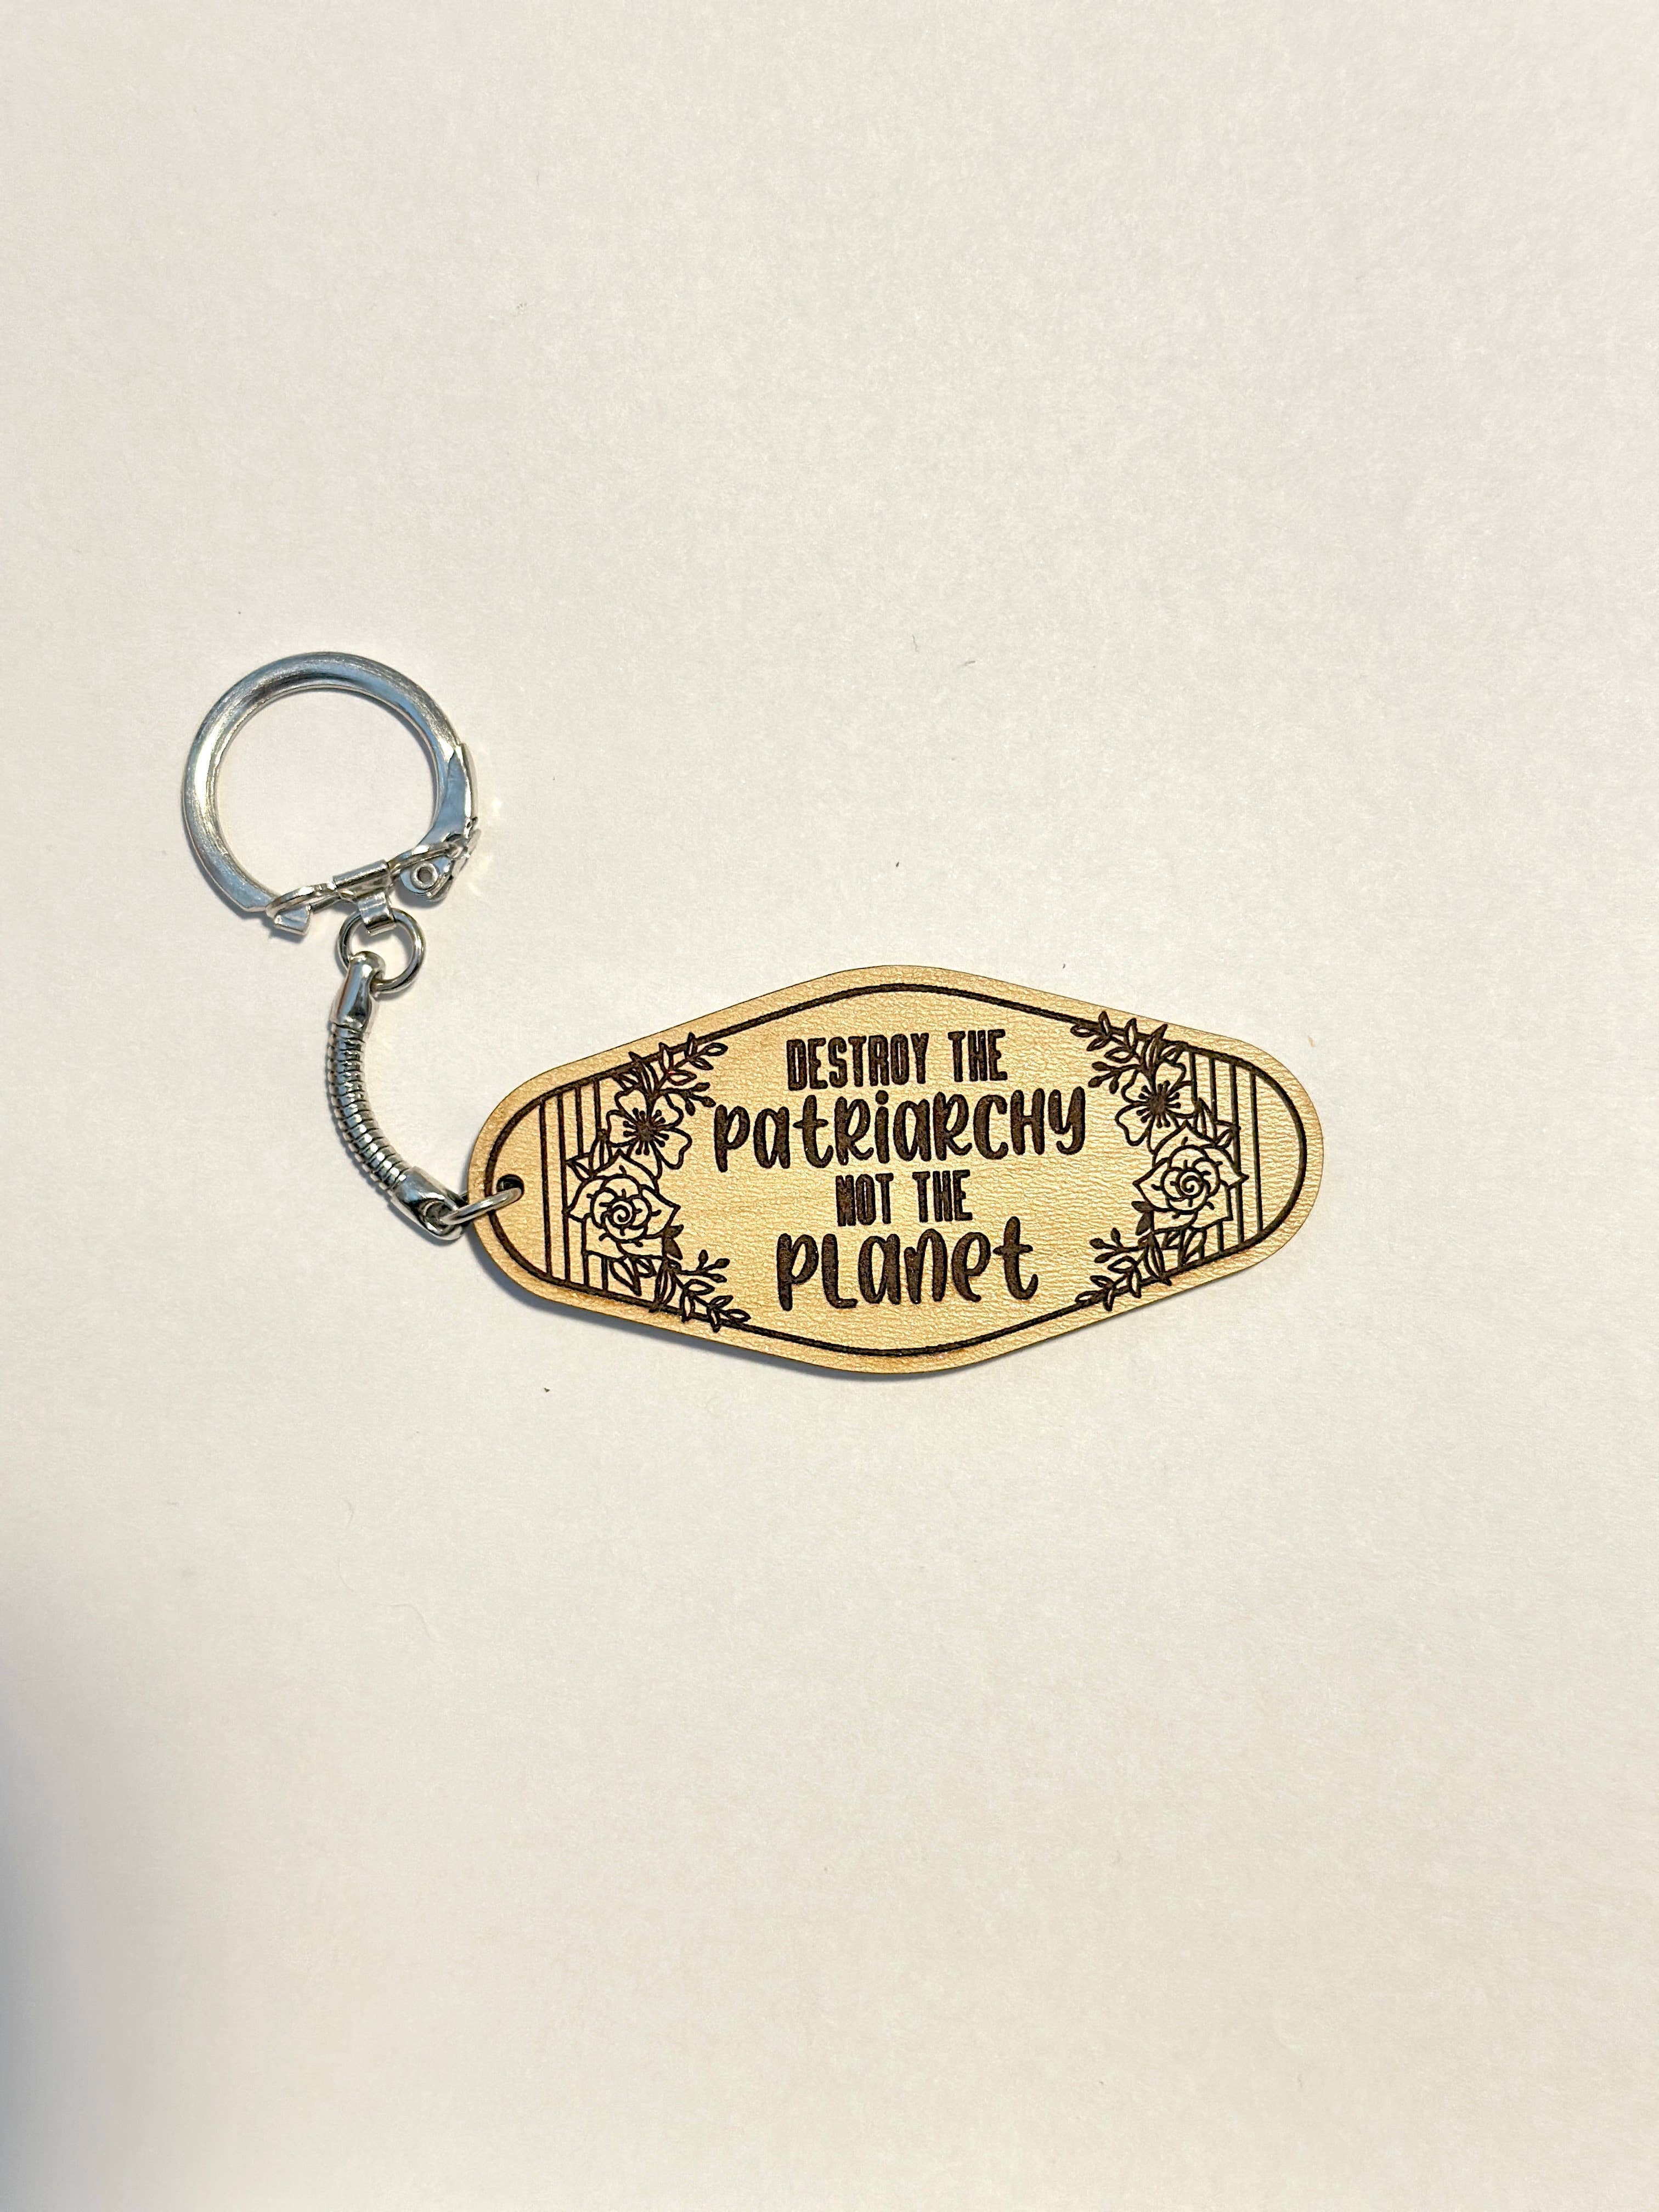 DESTROY THE
PatRiaRCHY
NOT THE
PLanet